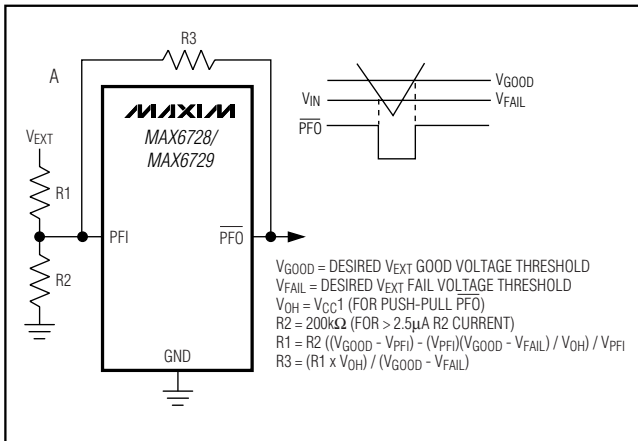 R3
A
VGOOD
VIN
VFAIL
PFO
MAXIM
MAX6728/
MAX6729
VEXT
R1
PFI
PFO
R2
GND
VGOOD = DESIRED VEXT GOOD VOLTAGE THRESHOLD
VFAIL = DESIRED VEXT FAIL VOLTAGE THRESHOLD
VOH = VCC1 (FOR PUSH-PULL PFO)
R2 = 200kΩ (FOR > 2.5µA R2 CURRENT)
R1 = R2 ((VGOOD - VPFI) - (VPFI)(VGOOD - VFAIL) / VOH) / VPFI
R3 = (R1 x VOH) / (VGOOD - VFAIL)